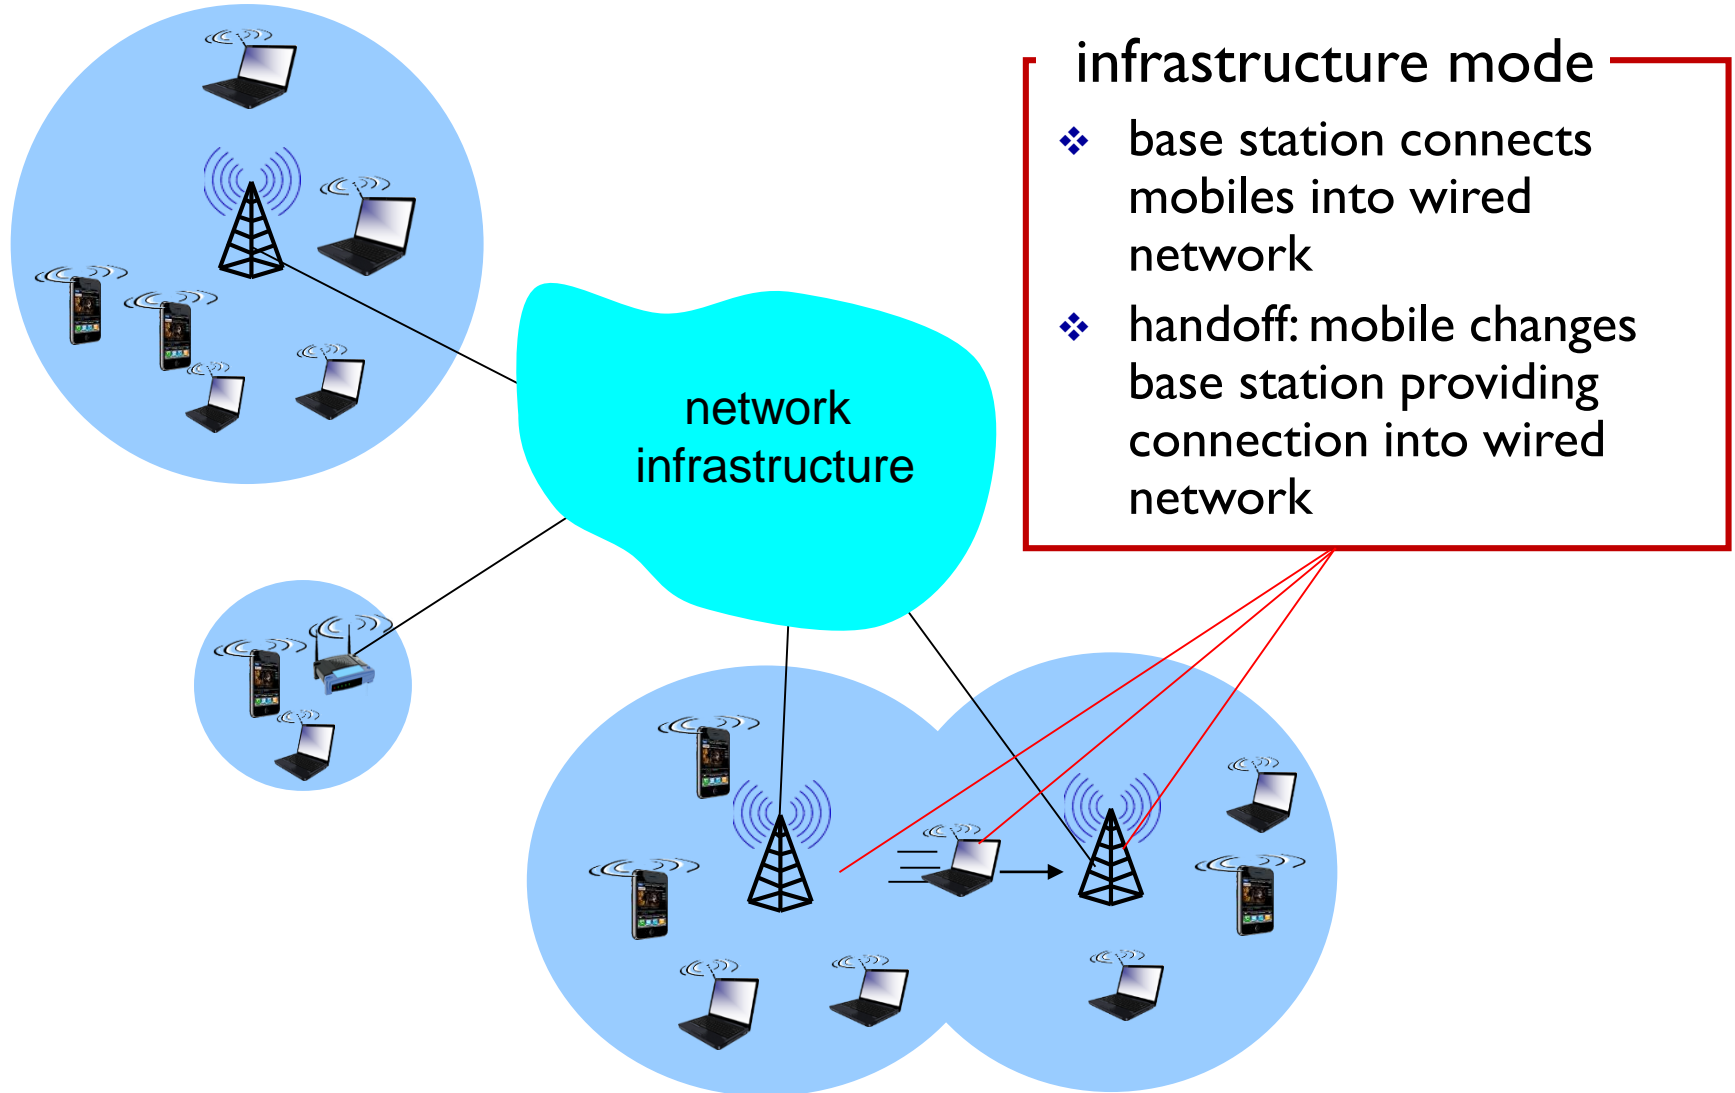 infrastructure mode
base station connects
mobiles into wired
network
handoff: mobile changes
base station providing
connection into wired
network
network
infrastructure